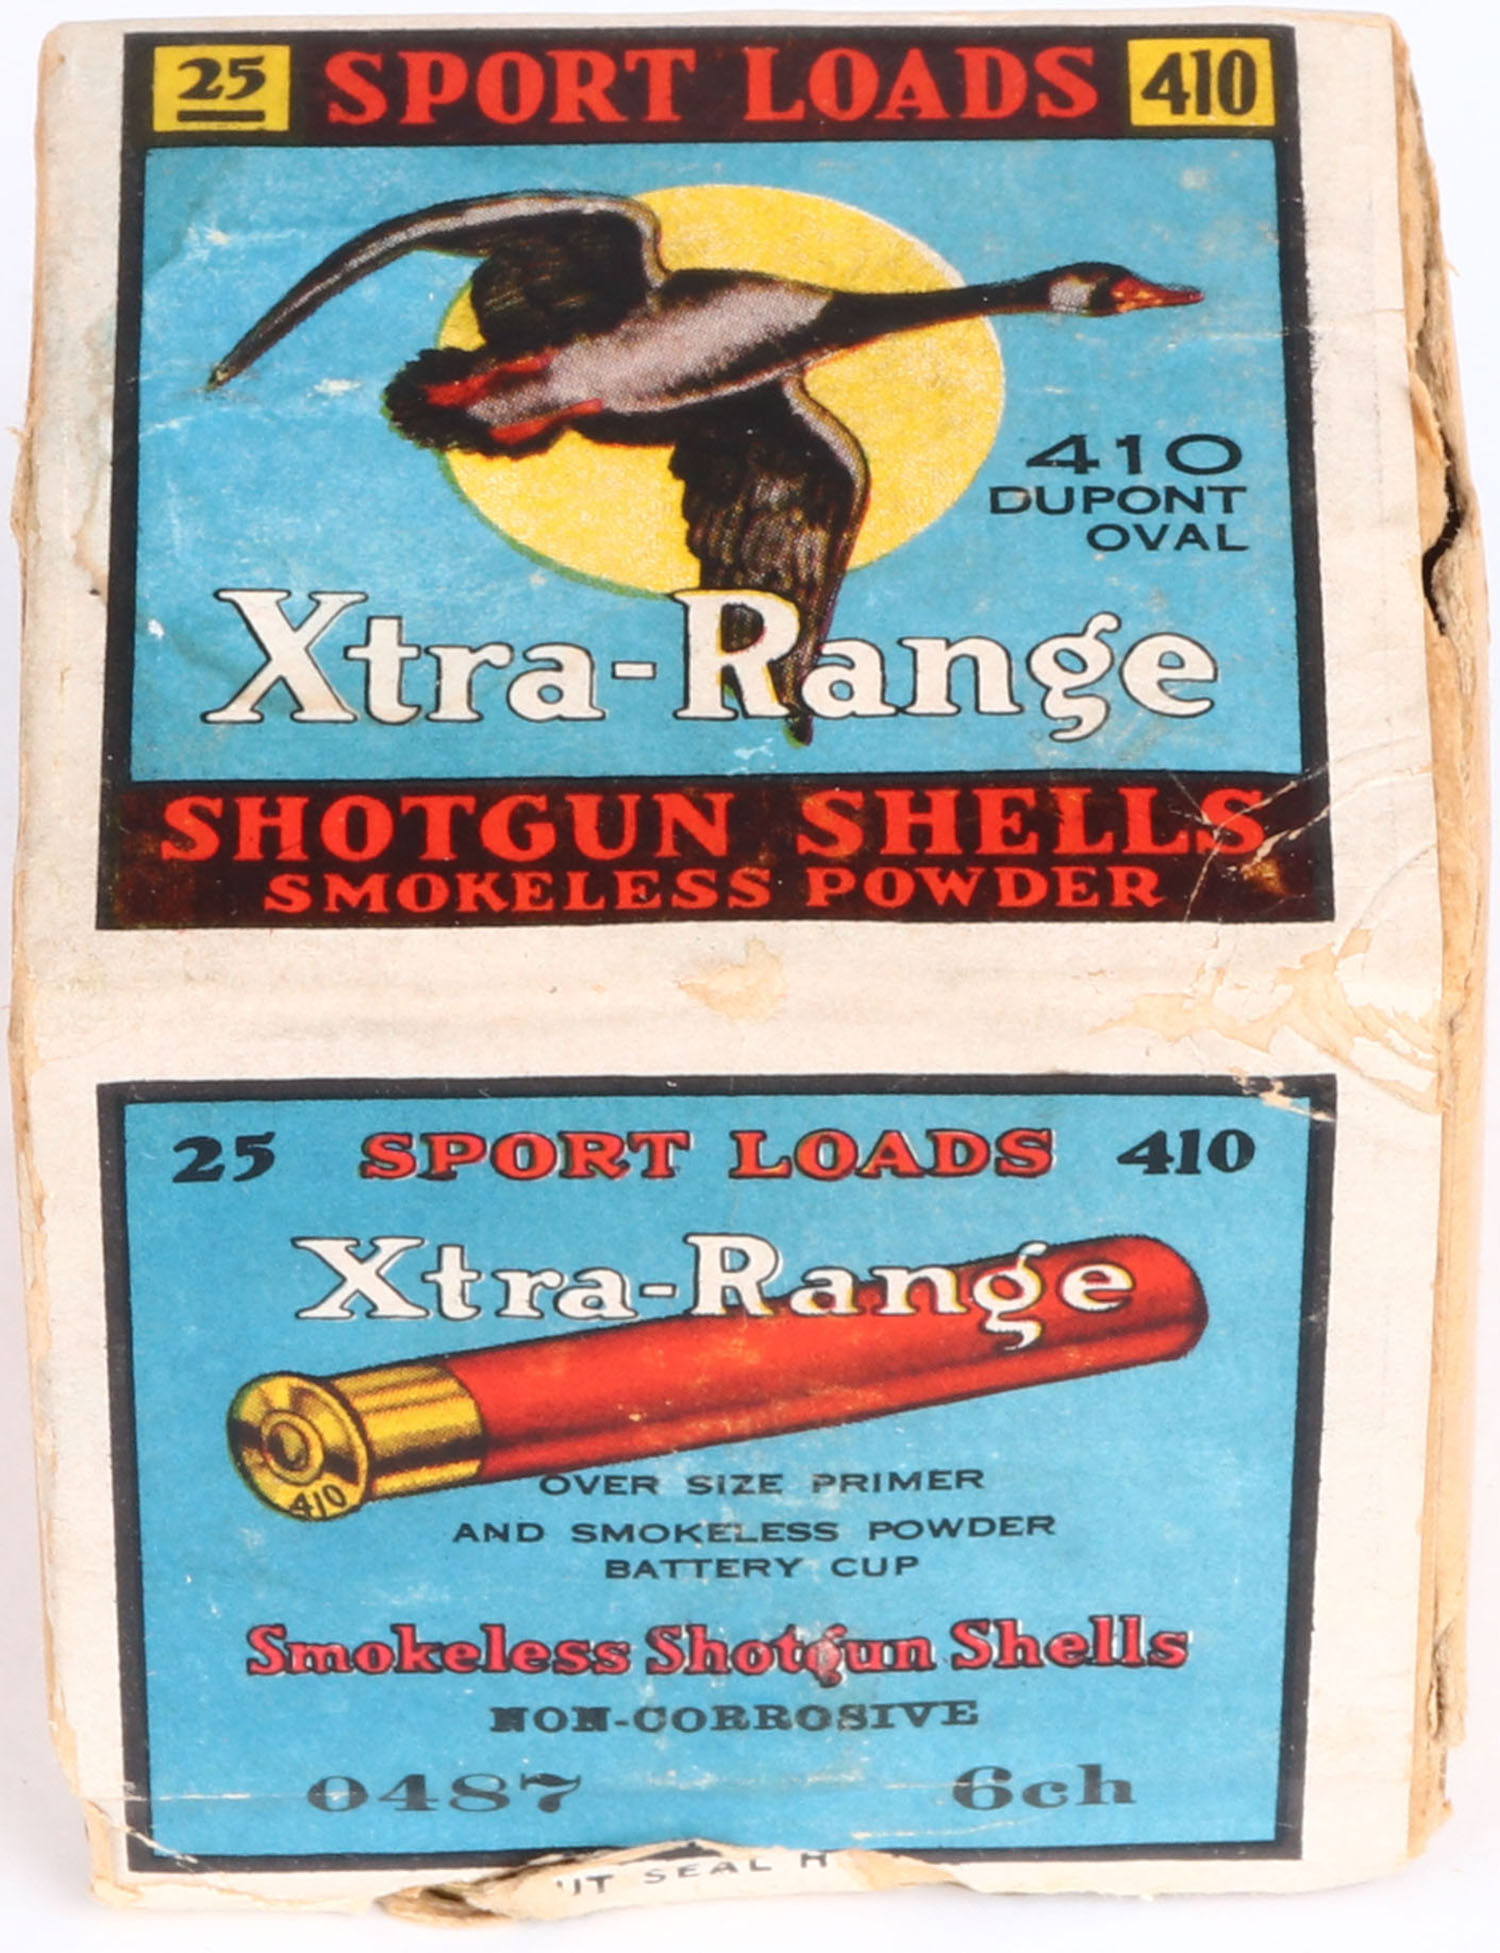 25 SPORT LOADS 410
410
DUPONT
OVAL
Xtra-Range
SHOTGUN SHELLS
SMOKELESS POWDER
25 SPORT LOADS 410
Xtra-Range
410
OVER SIZE PRIMER
AND SMOKELESS POWDER
BATTERY CUP
Smokeless Shotgun Shells
NON-CORROSIVE
0487 6ch
SEAL